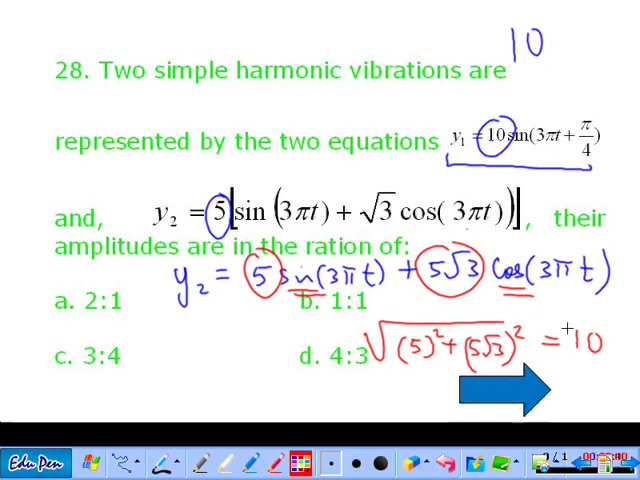 10
28. Two simple harmonic vibrations are
represented by the two equations y₁ = 10sin(3πt + π/4)
and, y₂ = 5[sin (3πt) + √3 cos( 3πt))] , their
amplitudes are in the ration of:
y₂ = 5 sin(3πt) + 5√3 cos(3πt)
a. 2:1 b. 1:1
√((5)² + (5√3)²) = 10
c. 3:4 d. 4:3
Edu Pen